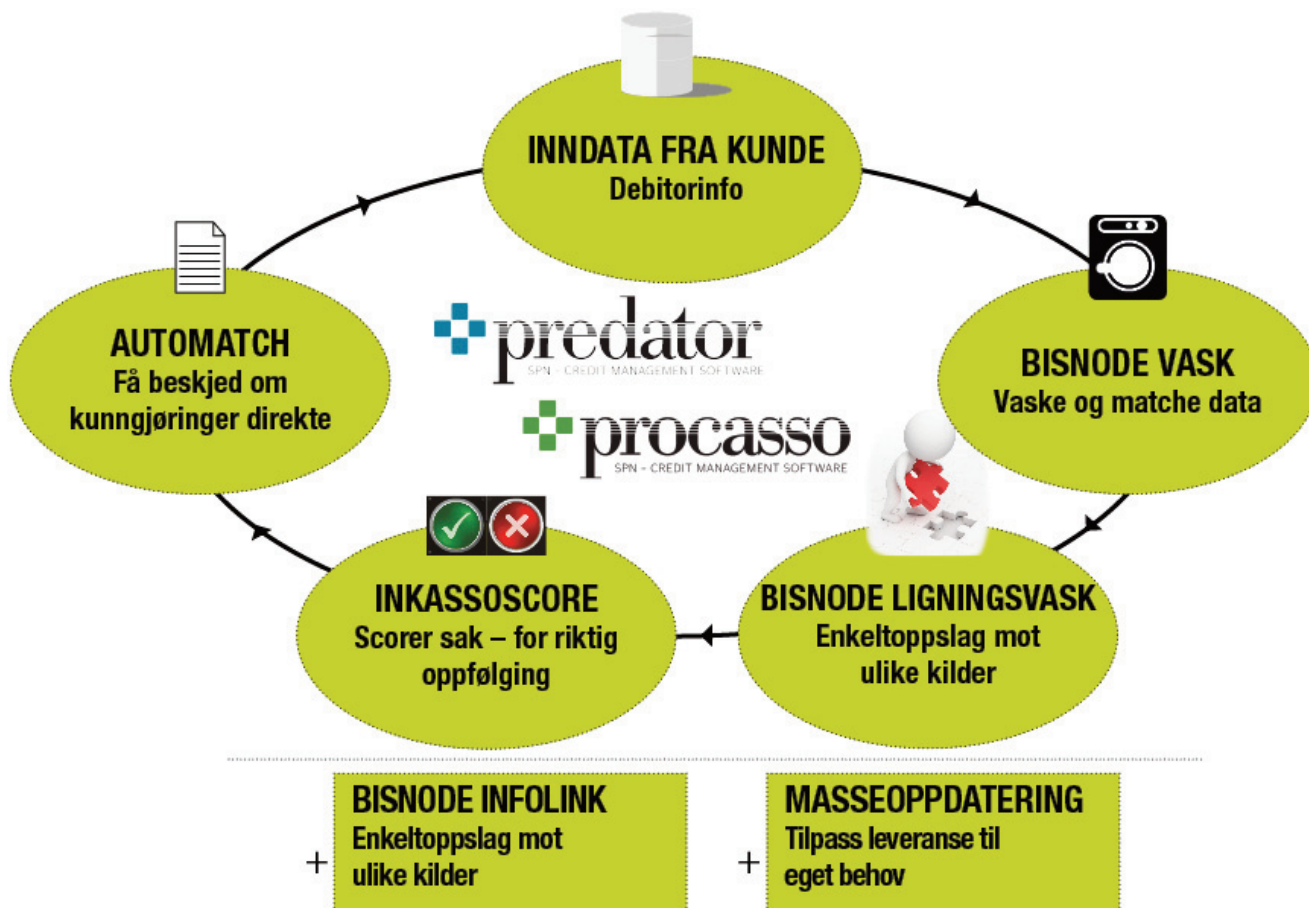 INNDATA FRA KUNDE
Debitorinfo
AUTOMATCH
Få beskjed om
kunngjøringer direkte
predator
SPN - CREDIT MANAGEMENT SOFTWARE
procasso
SPN - CREDIT MANAGEMENT SOFTWARE
BISNODE VASK
Vaske og matche data
INKASSOSCORE
Scorer sak – for riktig
oppfølging
BISNODE LIGNINGSVASK
Enkeltoppslag mot
ulike kilder
+
BISNODE INFOLINK
Enkeltoppslag mot
ulike kilder
+
MASSEOPPDATERING
Tilpass leveranse til
eget behov